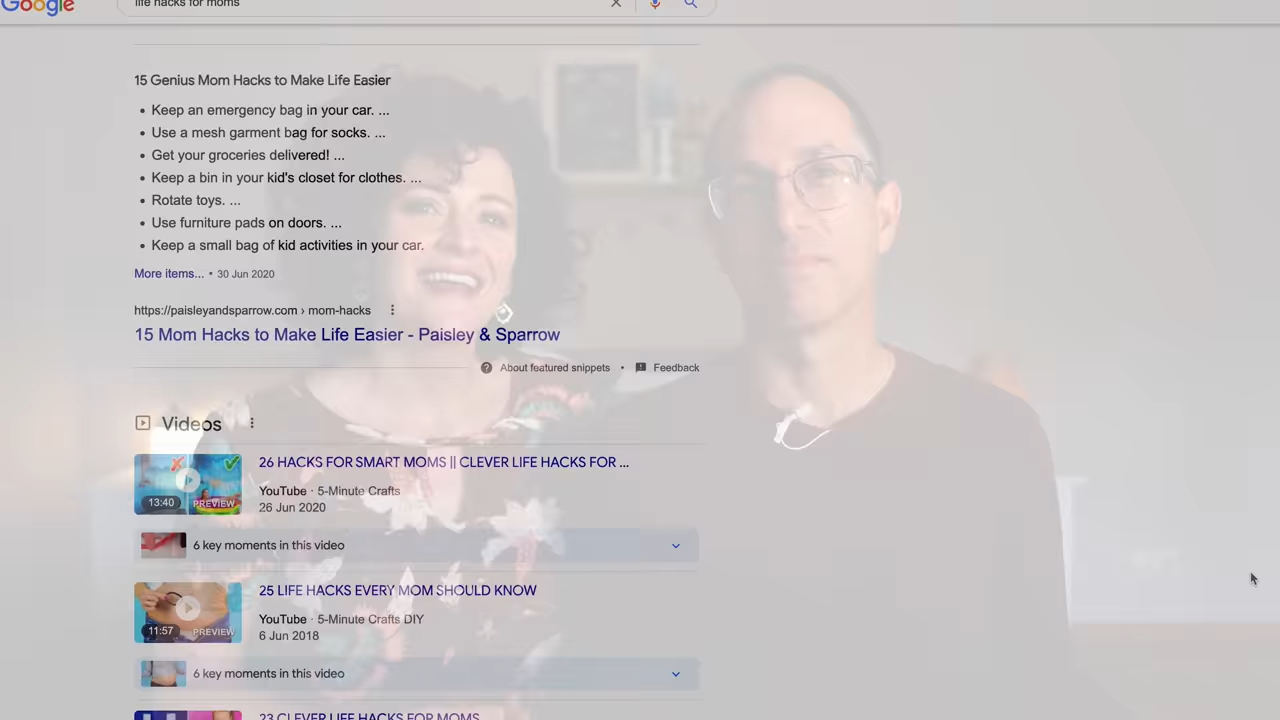 Google
life hacks for moms
15 Genius Mom Hacks to Make Life Easier
• Keep an emergency bag in your car. ...
• Use a mesh garment bag for socks. ...
• Get your groceries delivered! ...
• Keep a bin in your kid's closet for clothes. ...
• Rotate toys. ...
• Use furniture pads on doors. ...
• Keep a small bag of kid activities in your car.
More items... • 30 Jun 2020
https://paisleyandsparrow.com › mom-hacks
15 Mom Hacks to Make Life Easier - Paisley & Sparrow
About featured snippets • Feedback
Videos
26 HACKS FOR SMART MOMS || CLEVER LIFE HACKS FOR ...
YouTube · 5-Minute Crafts
13:40 PREVIEW
26 Jun 2020
6 key moments in this video
25 LIFE HACKS EVERY MOM SHOULD KNOW
YouTube · 5-Minute Crafts DIY
11:57 PREVIEW
6 Jun 2018
6 key moments in this video
23 CLEVER LIFE HACKS FOR MOMS